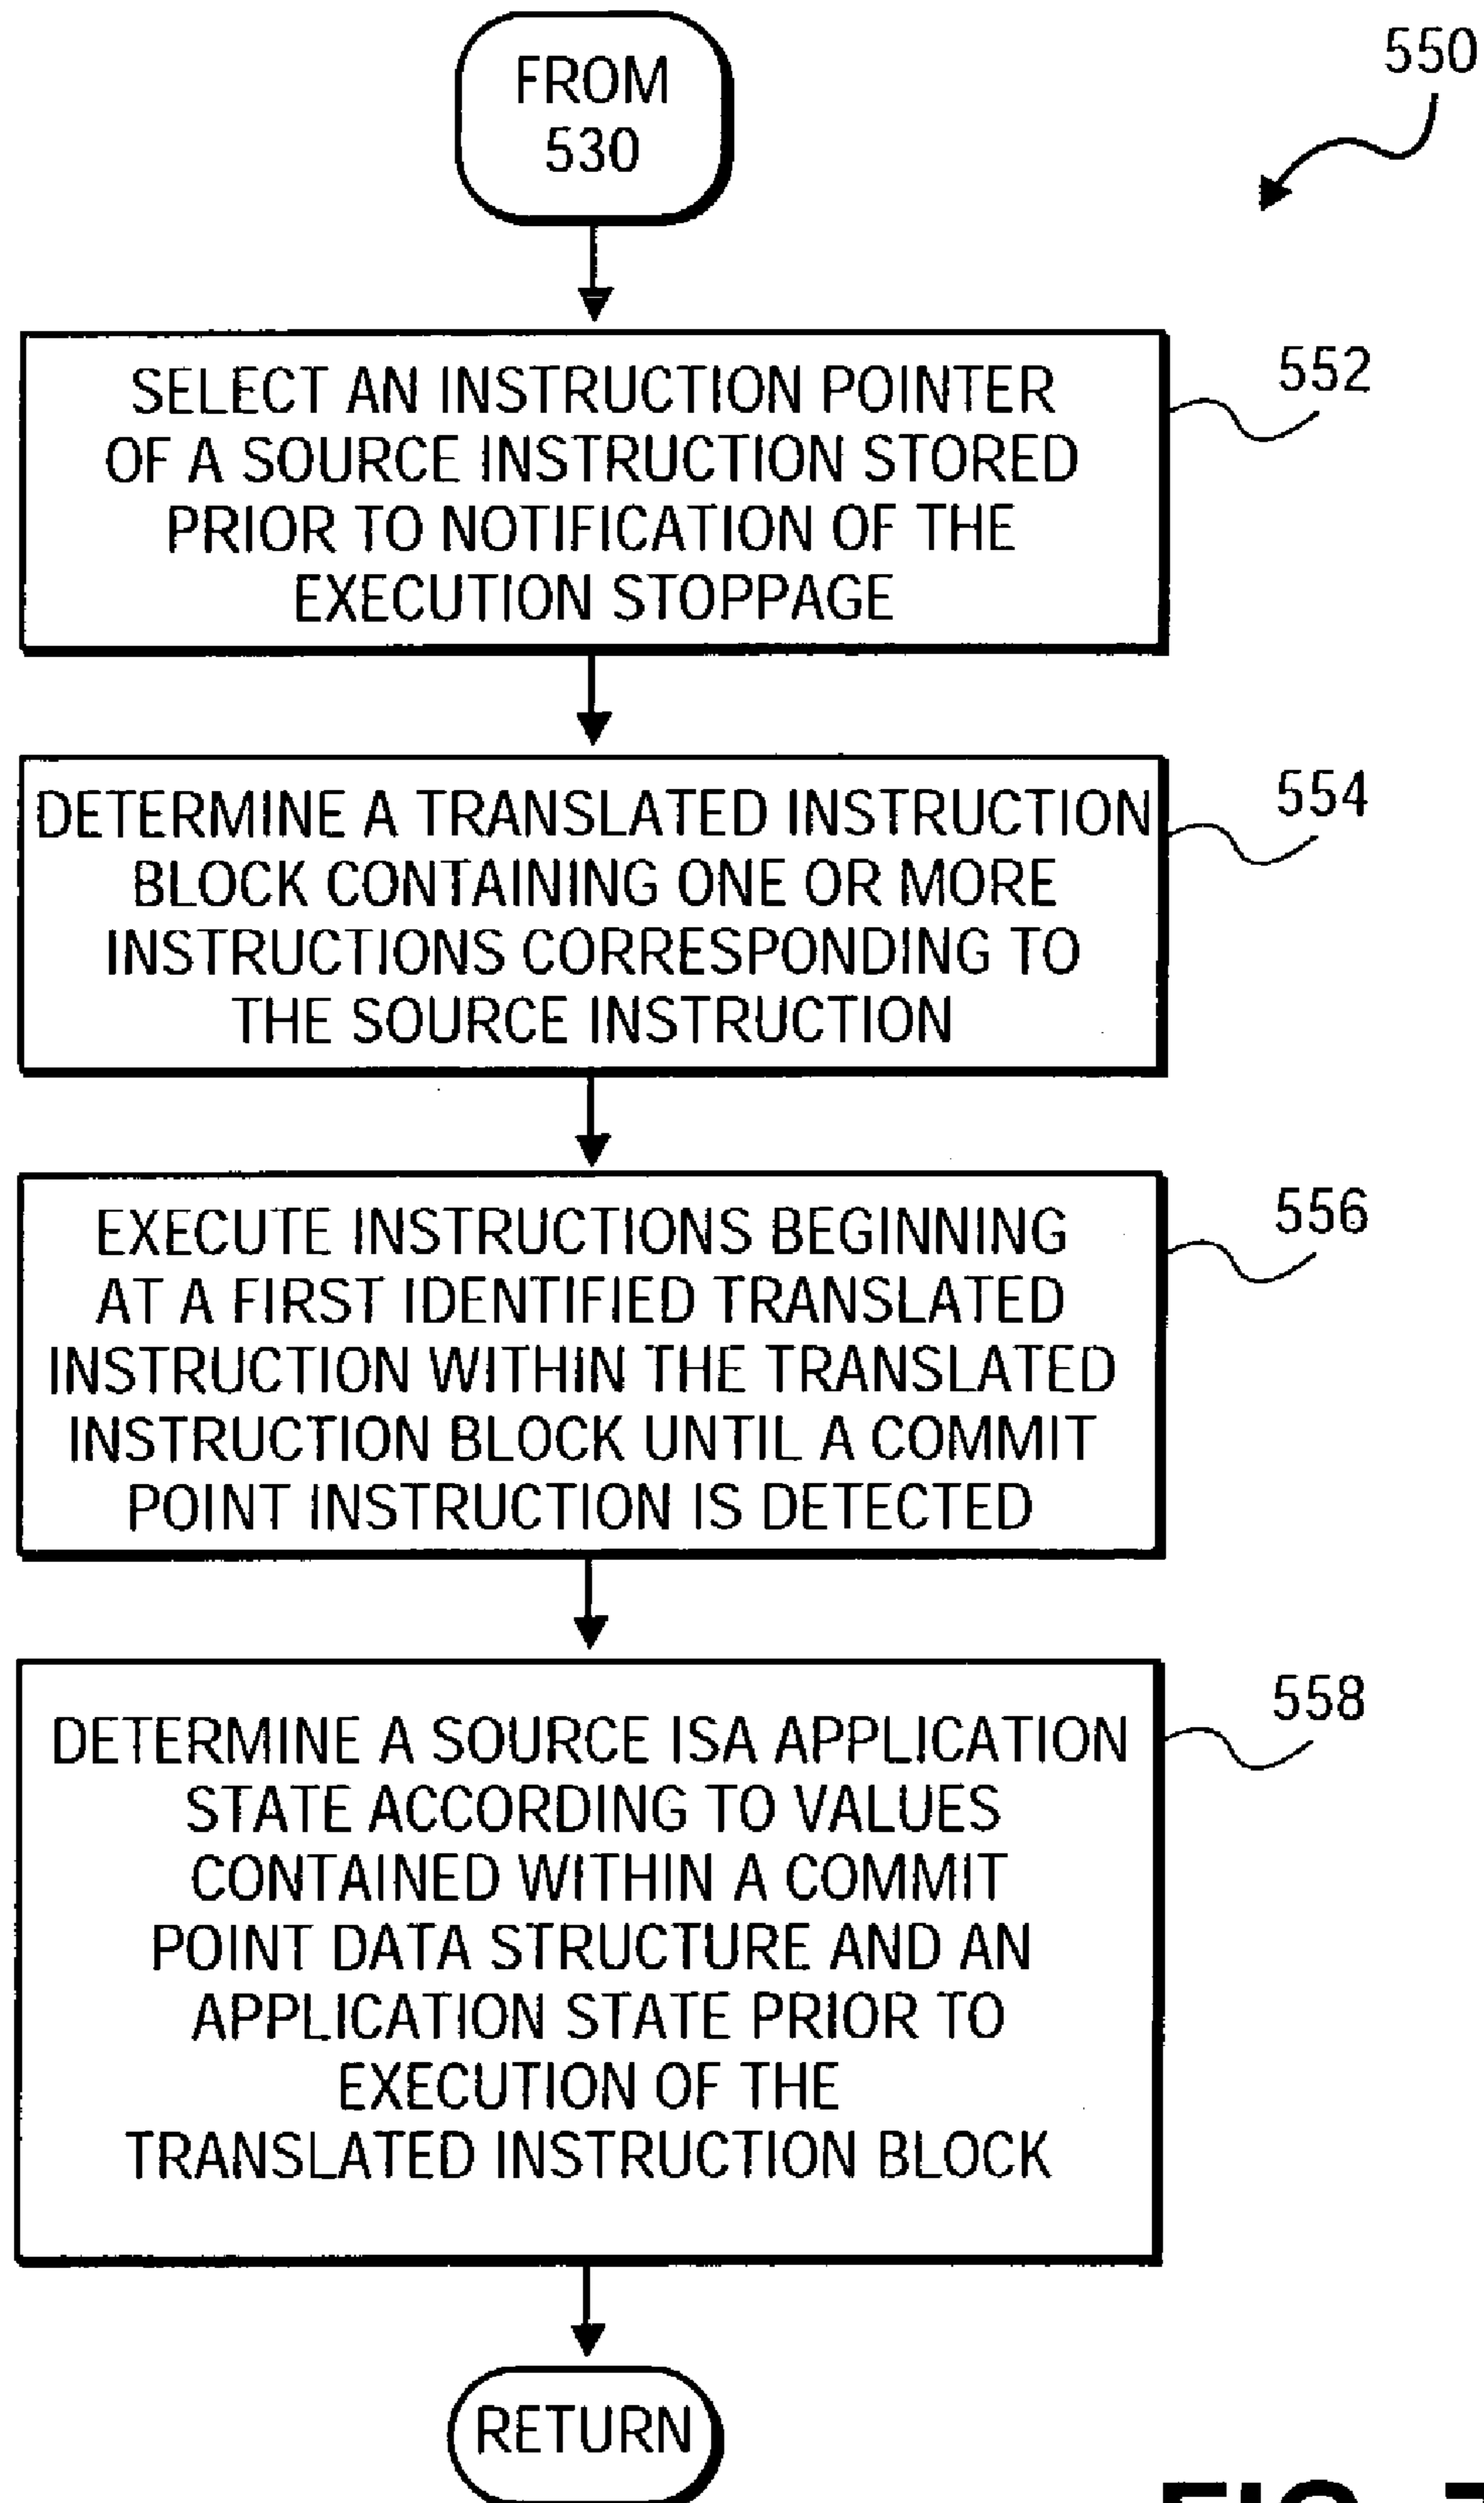 FROM
530
550
SELECT AN INSTRUCTION POINTER
OF A SOURCE INSTRUCTION STORED
PRIOR TO NOTIFICATION OF THE
EXECUTION STOPPAGE
552
DETERMINE A TRANSLATED INSTRUCTION
BLOCK CONTAINING ONE OR MORE
INSTRUCTIONS CORRESPONDING TO
THE SOURCE INSTRUCTION
554
EXECUTE INSTRUCTIONS BEGINNING
AT A FIRST IDENTIFIED TRANSLATED
INSTRUCTION WITHIN THE TRANSLATED
INSTRUCTION BLOCK UNTIL A COMMIT
POINT INSTRUCTION IS DETECTED
556
DETERMINE A SOURCE ISA APPLICATION
STATE ACCORDING TO VALUES
CONTAINED WITHIN A COMMIT
POINT DATA STRUCTURE AND AN
APPLICATION STATE PRIOR TO
EXECUTION OF THE
TRANSLATED INSTRUCTION BLOCK
558
RETURN